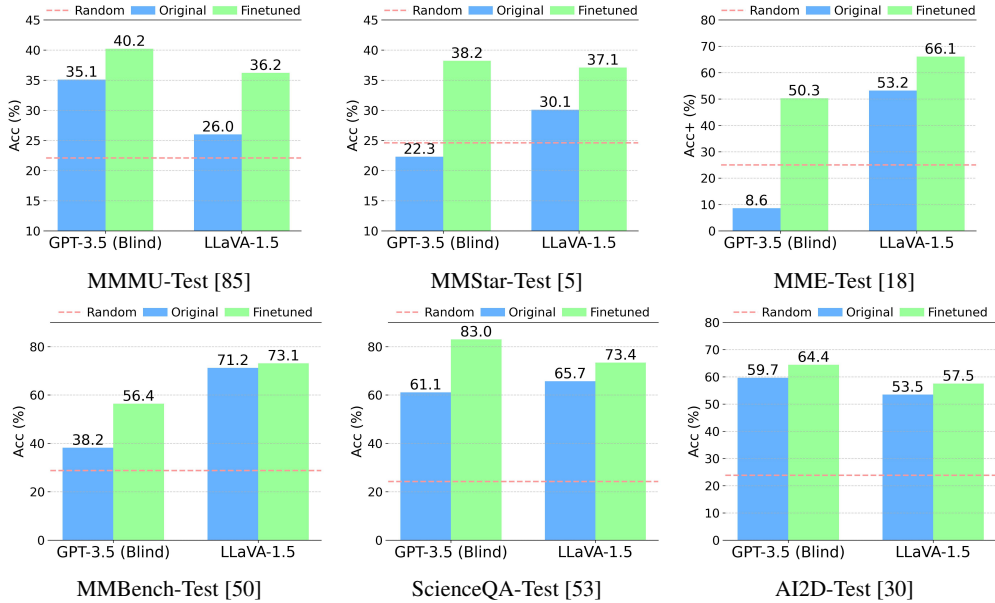 Random Original Finetuned
45
40
35
30
25
20
15
10
Acc (%)
35.1
40.2
26.0
36.2
GPT-3.5 (Blind) LLaVA-1.5
MMMU-Test [85]
Random Original Finetuned
45
40
35
30
25
20
15
10
Acc (%)
22.3
38.2
30.1
37.1
GPT-3.5 (Blind) LLaVA-1.5
MMStar-Test [5]
Random Original Finetuned
80
70
60
50
40
30
20
10
0
Acc+ (%)
8.6
50.3
53.2
66.1
GPT-3.5 (Blind) LLaVA-1.5
MME-Test [18]
Random Original Finetuned
80
60
40
20
0
Acc (%)
38.2
56.4
71.2
73.1
GPT-3.5 (Blind) LLaVA-1.5
MMBench-Test [50]
Random Original Finetuned
80
60
40
20
0
Acc (%)
61.1
83.0
65.7
73.4
GPT-3.5 (Blind) LLaVA-1.5
ScienceQA-Test [53]
Random Original Finetuned
80
70
60
50
40
30
20
10
0
Acc (%)
59.7
64.4
53.5
57.5
GPT-3.5 (Blind) LLaVA-1.5
AI2D-Test [30]